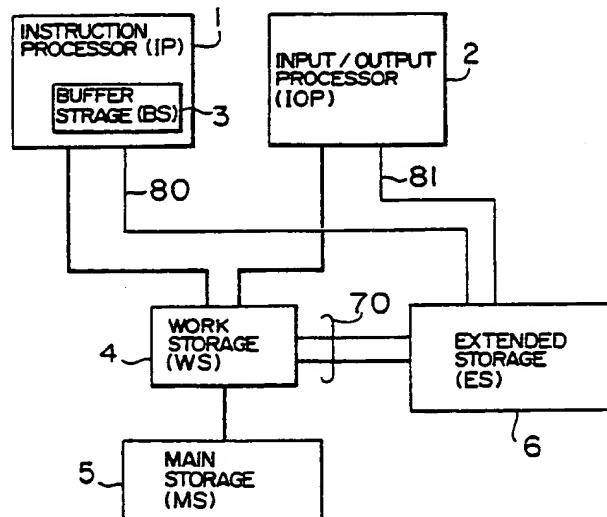 1
INSTRUCTION
PROCESSOR (IP)
BUFFER
STRAGE (BS)
3
INPUT / OUTPUT
PROCESSOR
(IOP)
2
80
81
70
4
WORK
STORAGE
(WS)
EXTENDED
STORAGE
(ES)
6
5
MAIN
STORAGE
(MS)